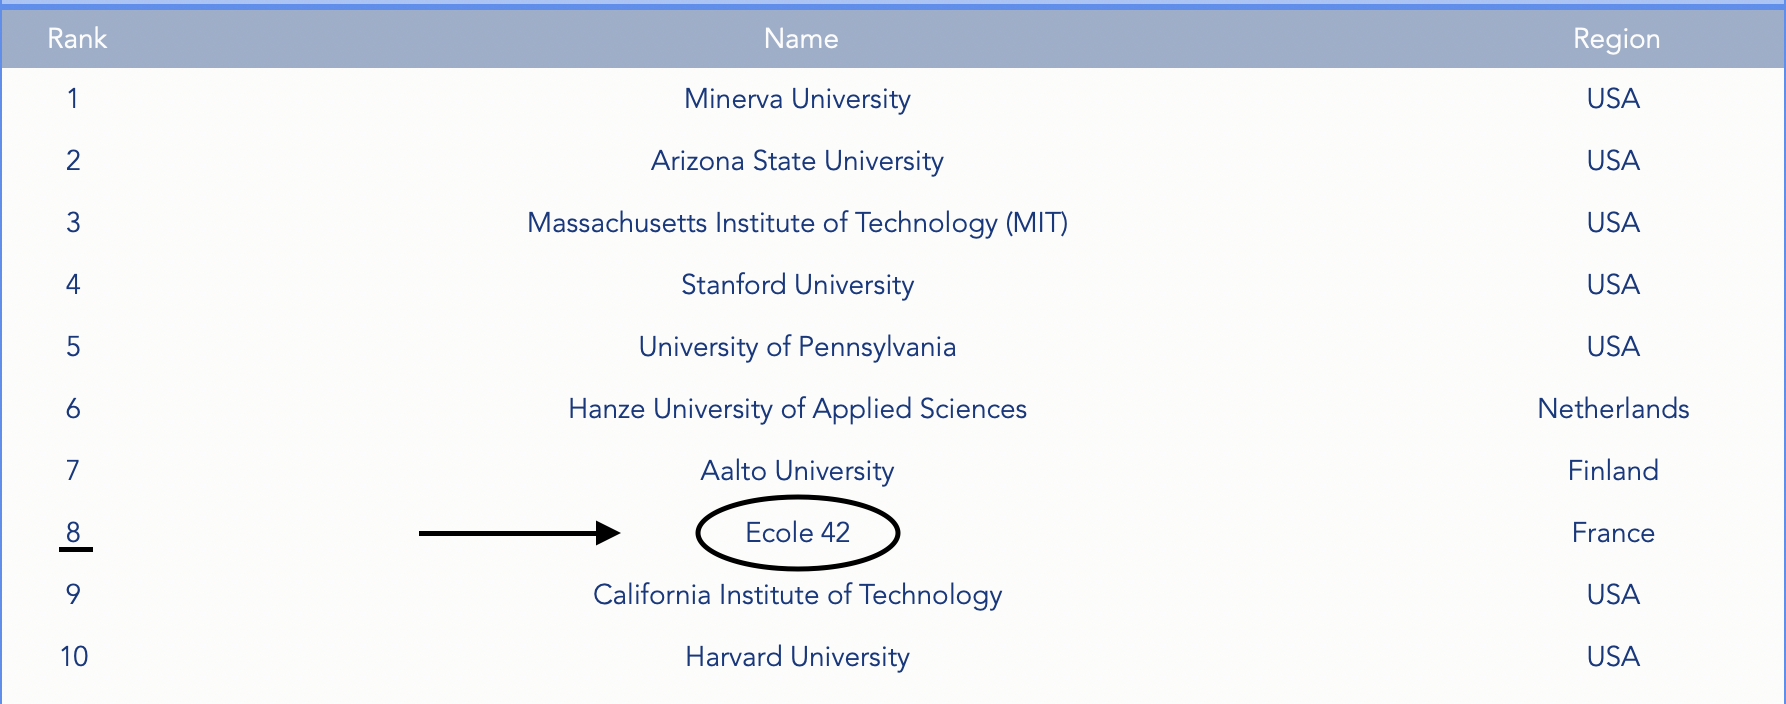 Rank Name Region
1 Minerva University USA
2 Arizona State University USA
3 Massachusetts Institute of Technology (MIT) USA
4 Stanford University USA
5 University of Pennsylvania USA
6 Hanze University of Applied Sciences Netherlands
7 Aalto University Finland
8 Ecole 42 France
9 California Institute of Technology USA
10 Harvard University USA